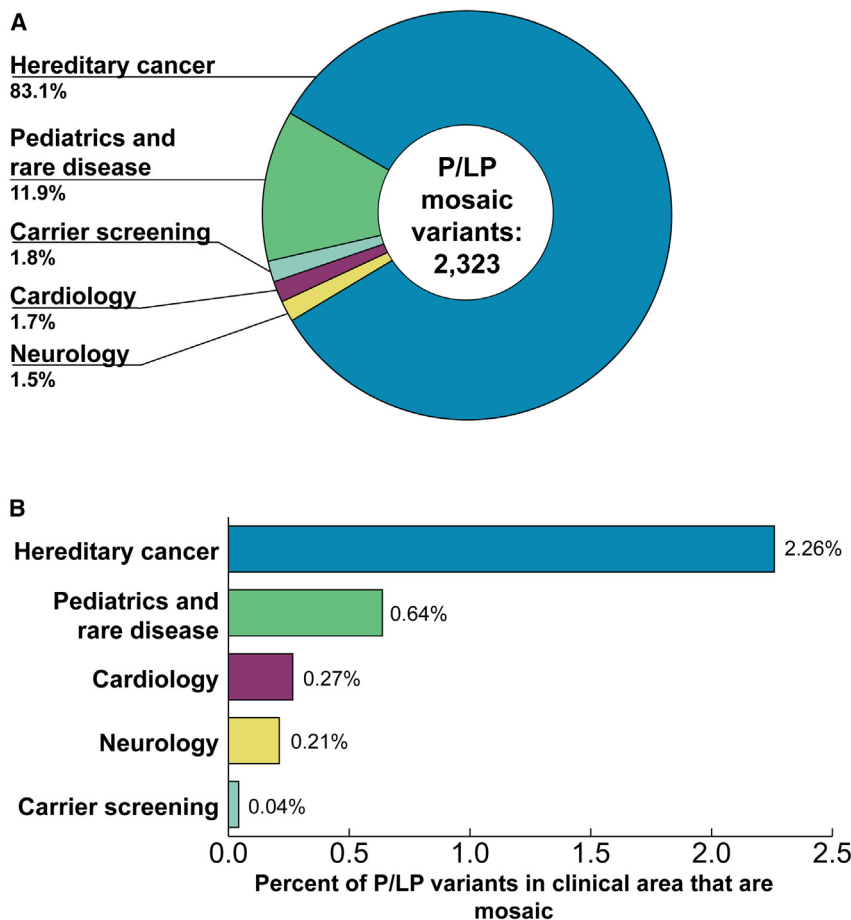 A
Hereditary cancer
83.1%
Pediatrics and
rare disease
11.9%
Carrier screening
1.8%
Cardiology
1.7%
Neurology
1.5%
P/LP
mosaic
variants:
2,323
B
Hereditary cancer
2.26%
Pediatrics and
rare disease
0.64%
Cardiology
0.27%
Neurology
0.21%
Carrier screening
0.04%
0.0 0.5 1.0 1.5 2.0 2.5
Percent of P/LP variants in clinical area that are
mosaic